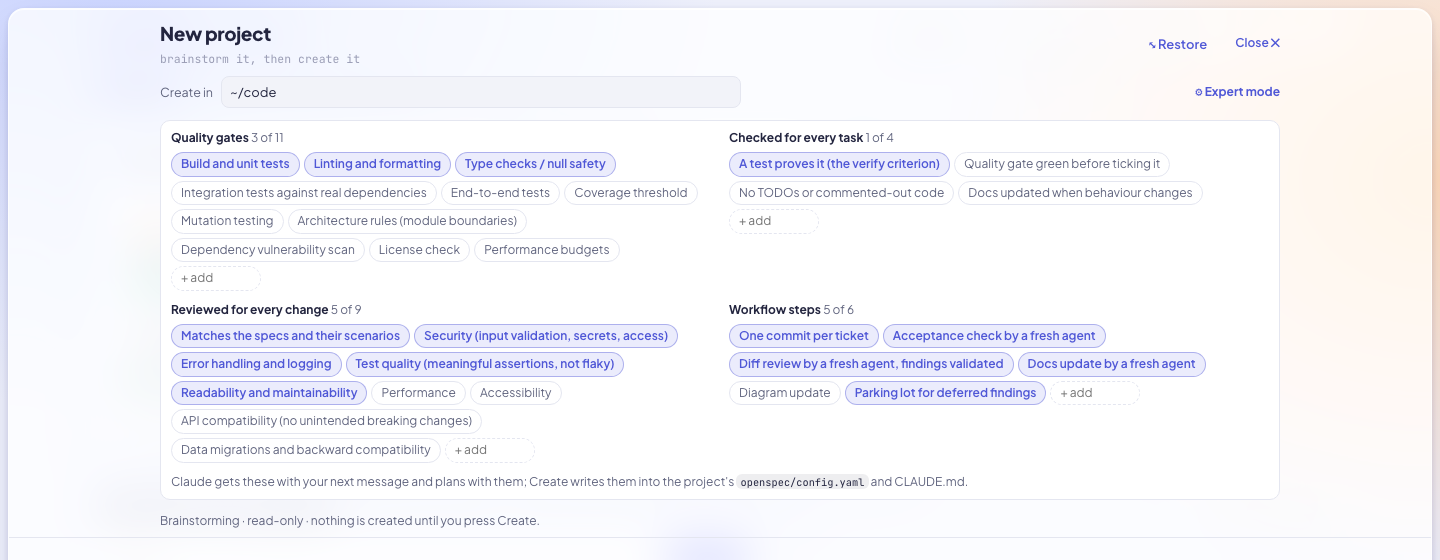 New project
brainstorm it, then create it
Restore
Close
Create in
~/code
Expert mode
Quality gates 3 of 11
Build and unit tests
Linting and formatting
Type checks / null safety
Integration tests against real dependencies
End-to-end tests
Coverage threshold
Mutation testing
Architecture rules (module boundaries)
Dependency vulnerability scan
License check
Performance budgets
+ add
Checked for every task 1 of 4
A test proves it (the verify criterion)
Quality gate green before ticking it
No TODOs or commented-out code
Docs updated when behaviour changes
+ add
Reviewed for every change 5 of 9
Matches the specs and their scenarios
Security (input validation, secrets, access)
Error handling and logging
Test quality (meaningful assertions, not flaky)
Readability and maintainability
Performance
Accessibility
API compatibility (no unintended breaking changes)
Data migrations and backward compatibility
+ add
Workflow steps 5 of 6
One commit per ticket
Acceptance check by a fresh agent
Diff review by a fresh agent, findings validated
Docs update by a fresh agent
Diagram update
Parking lot for deferred findings
+ add
Claude gets these with your next message and plans with them; Create writes them into the project's openspec/config.yaml and CLAUDE.md.
Brainstorming · read-only · nothing is created until you press Create.